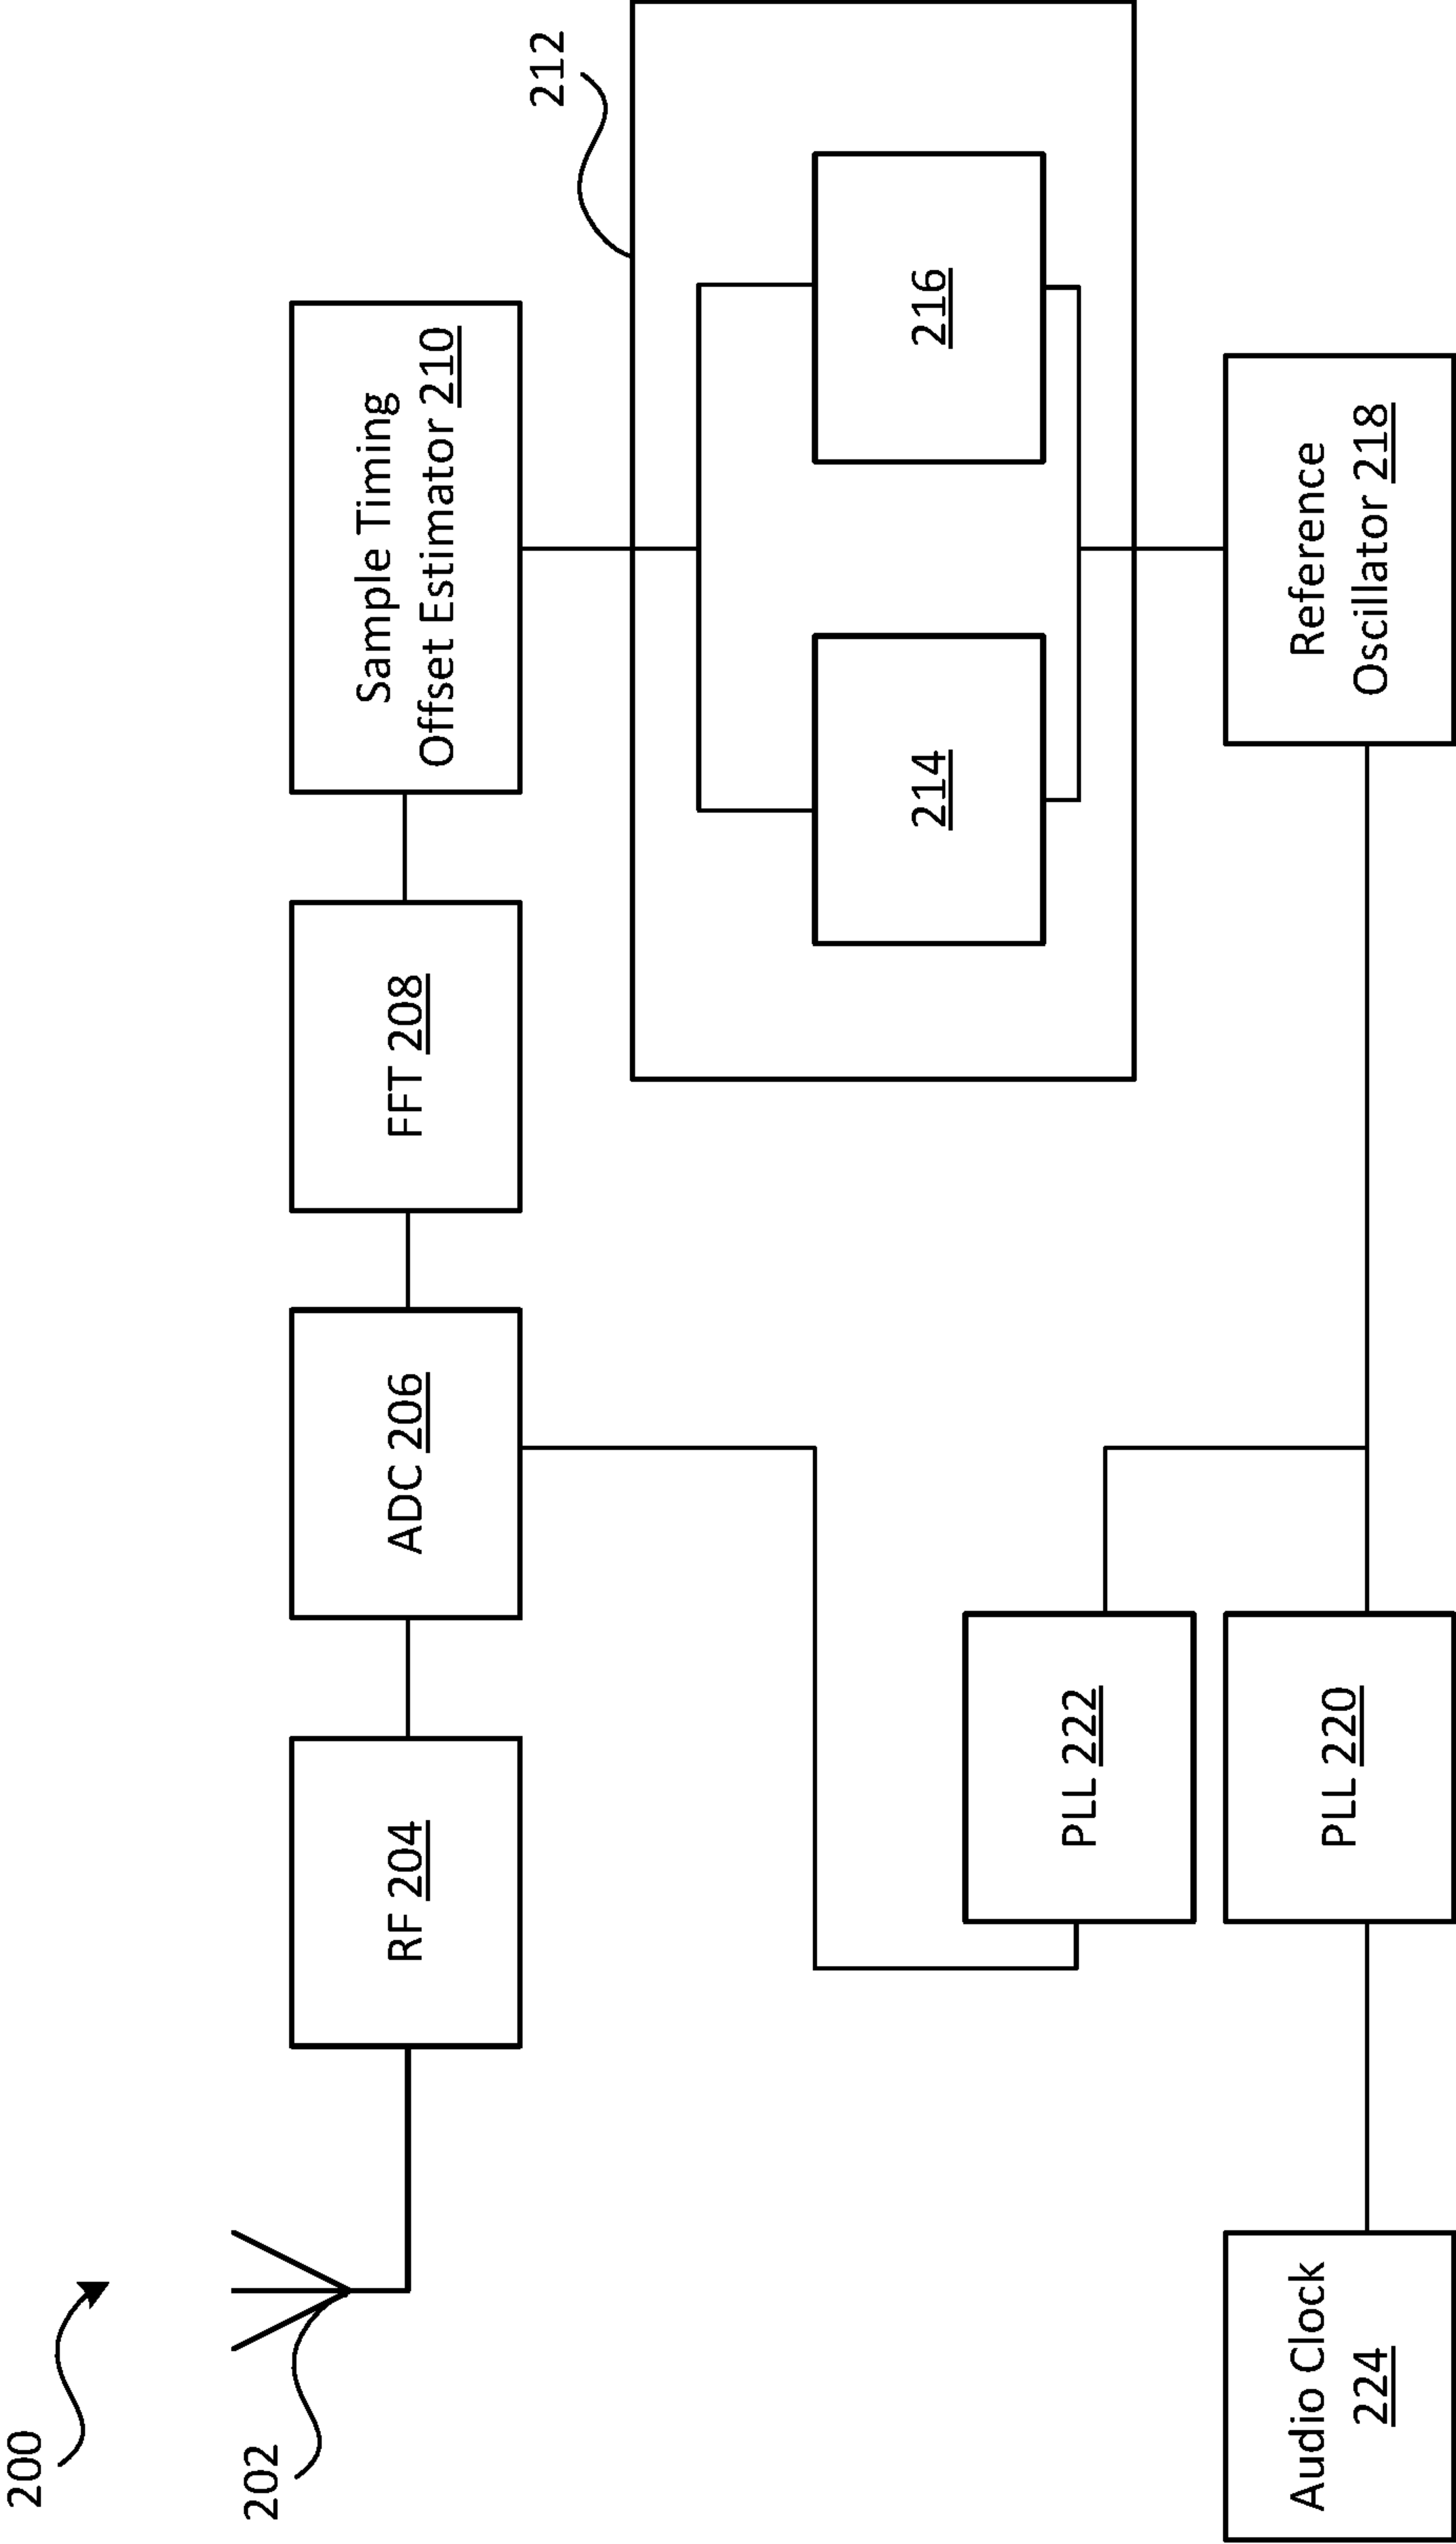 200
202
RF 204
ADC 206
FFT 208
Sample Timing
Offset Estimator 210
212
214
216
PLL 222
Audio Clock
224
PLL 220
Reference
Oscillator 218